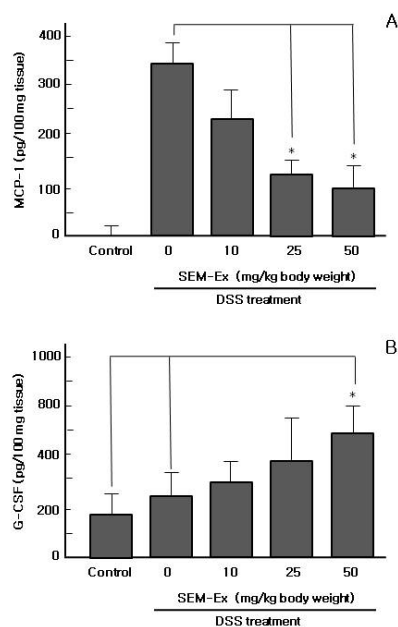 A
MCP-1 (pg/100 mg tissue)
400
300
200
100
0
* *
Control 0 10 25 50
SEM-Ex (mg/kg body weight)
DSS treatment
B
G-CSF (pg/100 mg tissue)
1000
800
400
200
0
*
Control 0 10 25 50
SEM-Ex (mg/kg body weight)
DSS treatment